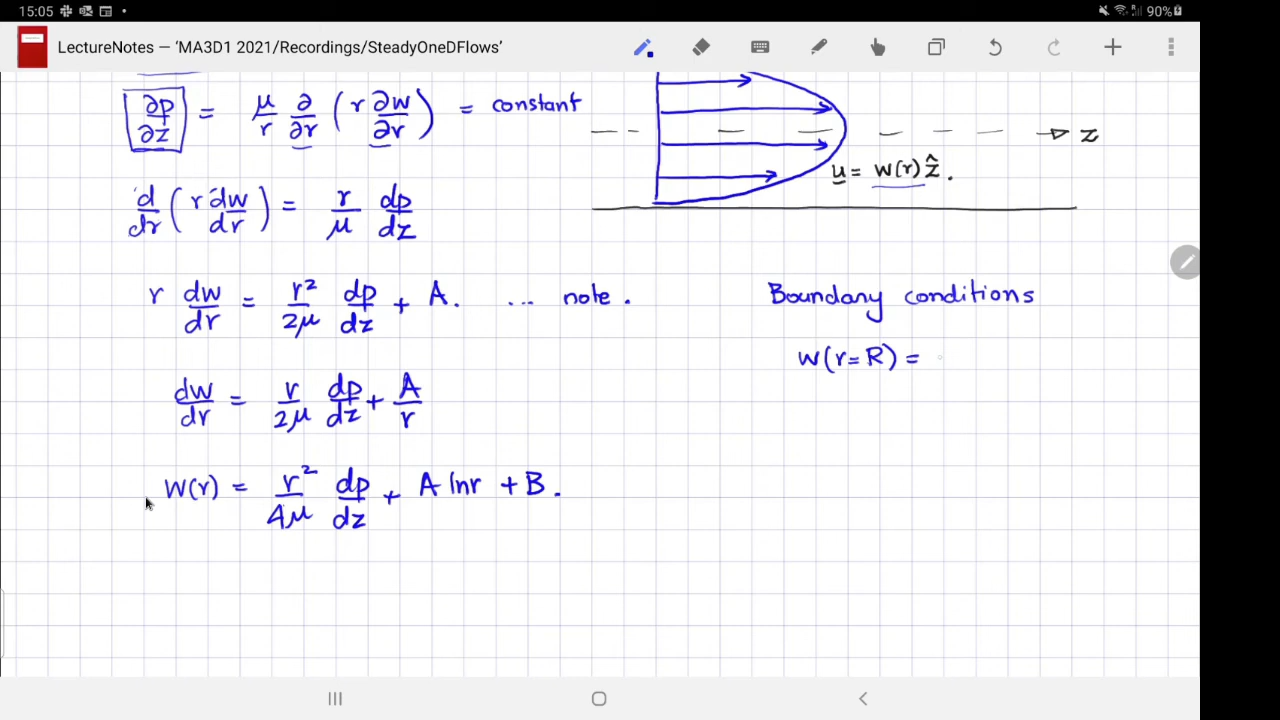 15:05 90%
LectureNotes — ‘MA3D1 2021/Recordings/SteadyOneDFlows’
∂p/∂z = μ/r ∂/∂r ( r ∂w/∂r ) = constant
z
u = w(r) ẑ .
d/dr ( r dw/dr ) = r/μ dp/dz
r dw/dr = r²/2μ dp/dz + A. ... note .
Boundary conditions
w(r=R) =
dw/dr = r/2μ dp/dz + A/r
w(r) = r²/4μ dp/dz + A lnr + B .